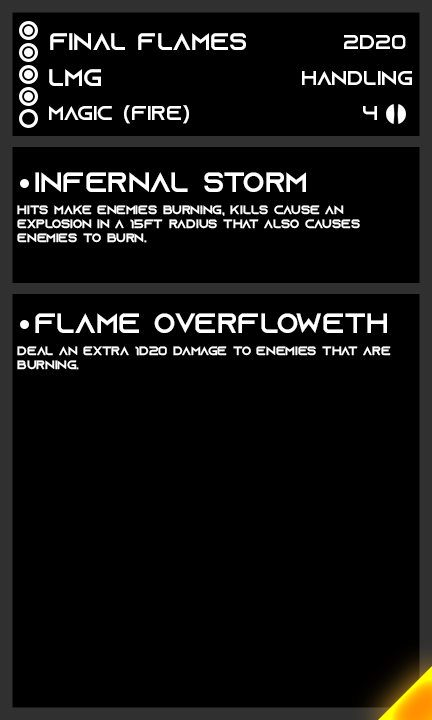 FINAL FLAMES 2D20
LMG HANDLING
MAGIC (FIRE) 4
•INFERNAL STORM
HITS MAKE ENEMIES BURNING, KILLS CAUSE AN
EXPLOSION IN A 15FT RADIUS THAT ALSO CAUSES
ENEMIES TO BURN.
•FLAME OVERFLOWETH
DEAL AN EXTRA 1D20 DAMAGE TO ENEMIES THAT ARE
BURNING.